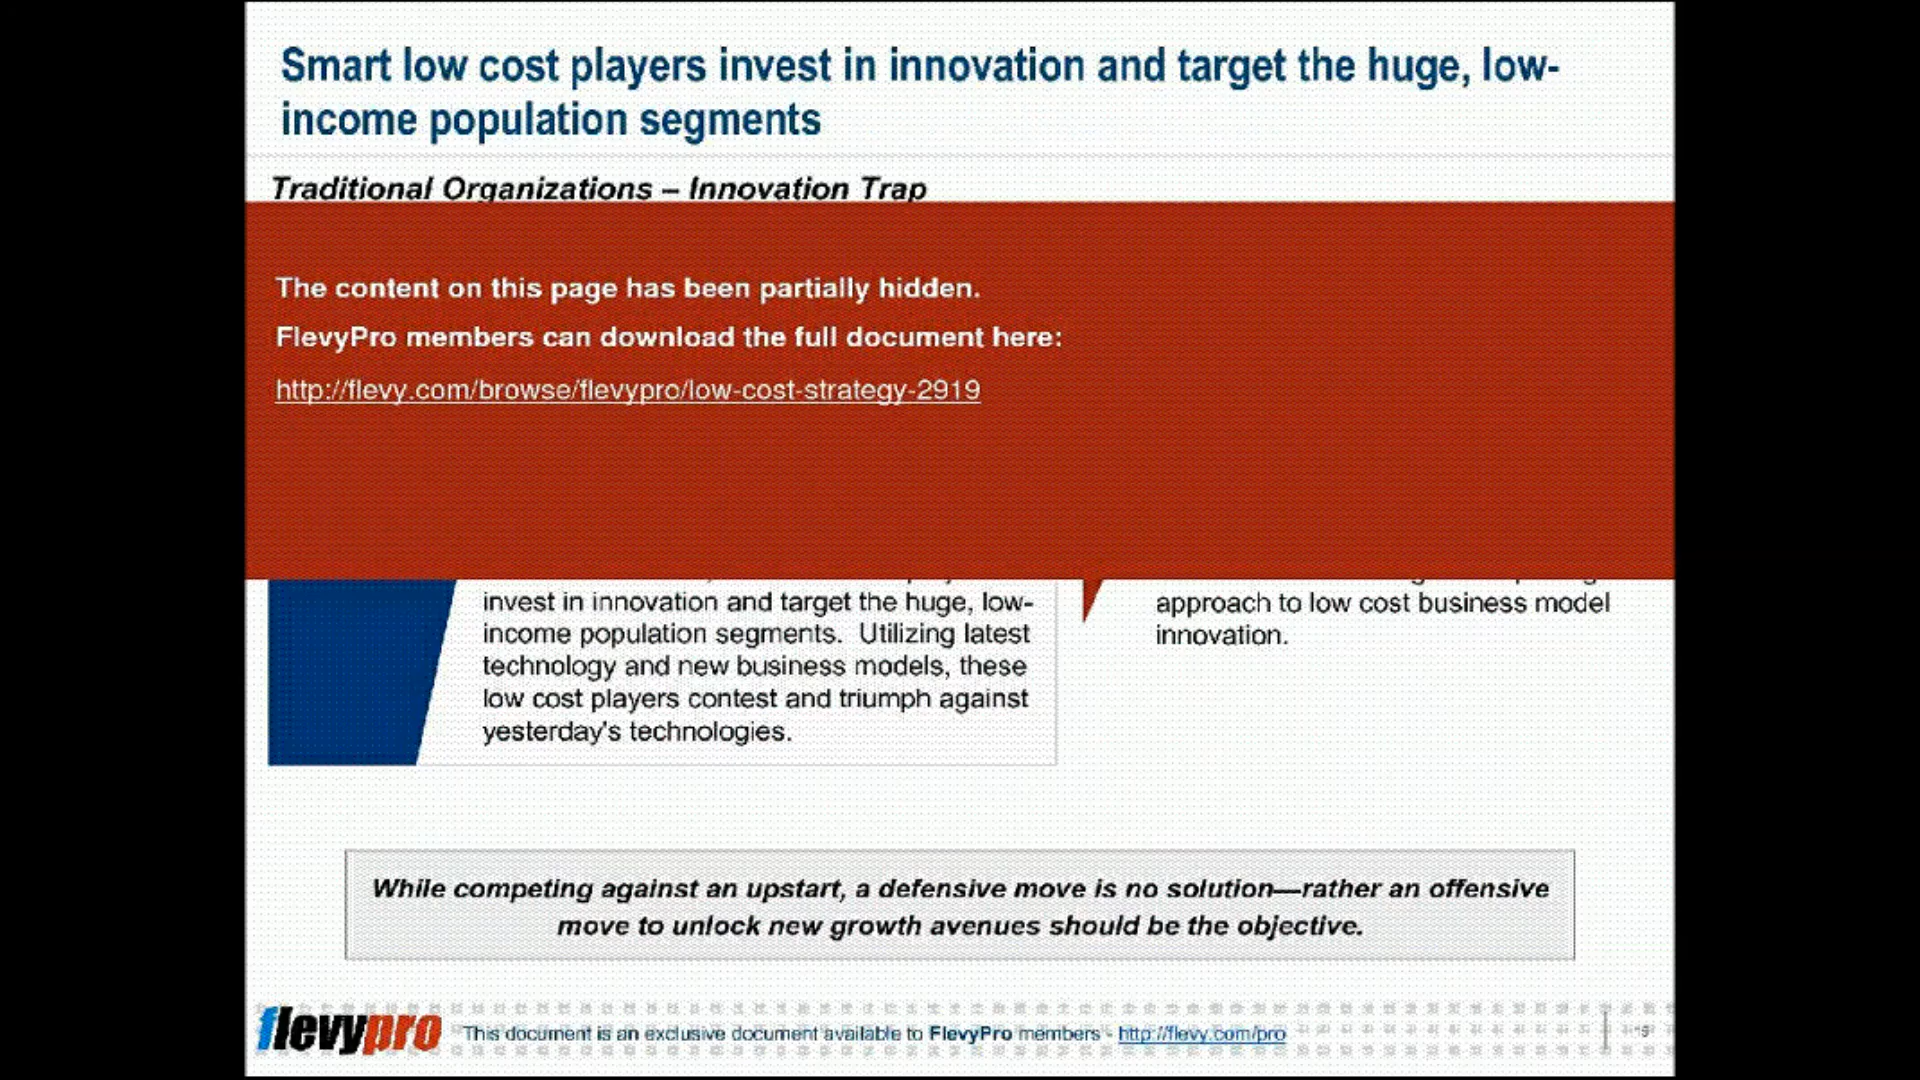 Smart low cost players invest in innovation and target the huge, low-
income population segments
Traditional Organizations – Innovation Trap
The content on this page has been partially hidden.
FlevyPro members can download the full document here:
http://flevy.com/browse/flevypro/low-cost-strategy-2919
invest in innovation and target the huge, low-
income population segments. Utilizing latest
technology and new business models, these
low cost players contest and triumph against
yesterday's technologies.
approach to low cost business model
innovation.
While competing against an upstart, a defensive move is no solution—rather an offensive
move to unlock new growth avenues should be the objective.
flevypro
This document is an exclusive document available to FlevyPro members - http://flevy.com/pro